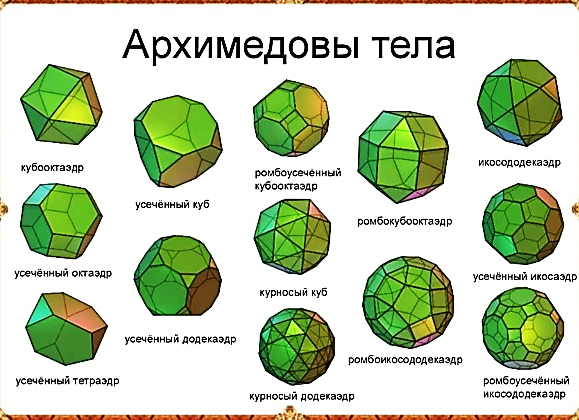 Архимедовы тела
кубооктаэдр
усечённый куб
ромбоусечённый
кубооктаэдр
ромбокубооктаэдр
икосододекаэдр
усечённый октаэдр
усечённый додекаэдр
курносый куб
ромбоикосододекаэдр
усечённый икосаэдр
усечённый тетраэдр
курносый додекаэдр
ромбоусечённый
икосододекаэдр